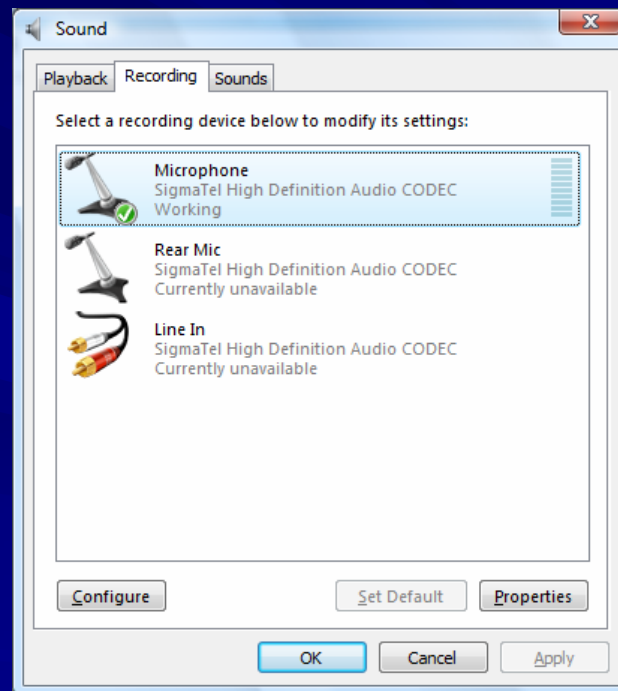 Sound
Playback Recording Sounds
Select a recording device below to modify its settings:
Microphone
SigmaTel High Definition Audio CODEC
Working
Rear Mic
SigmaTel High Definition Audio CODEC
Currently unavailable
Line In
SigmaTel High Definition Audio CODEC
Currently unavailable
Configure Set Default Properties
OK Cancel Apply